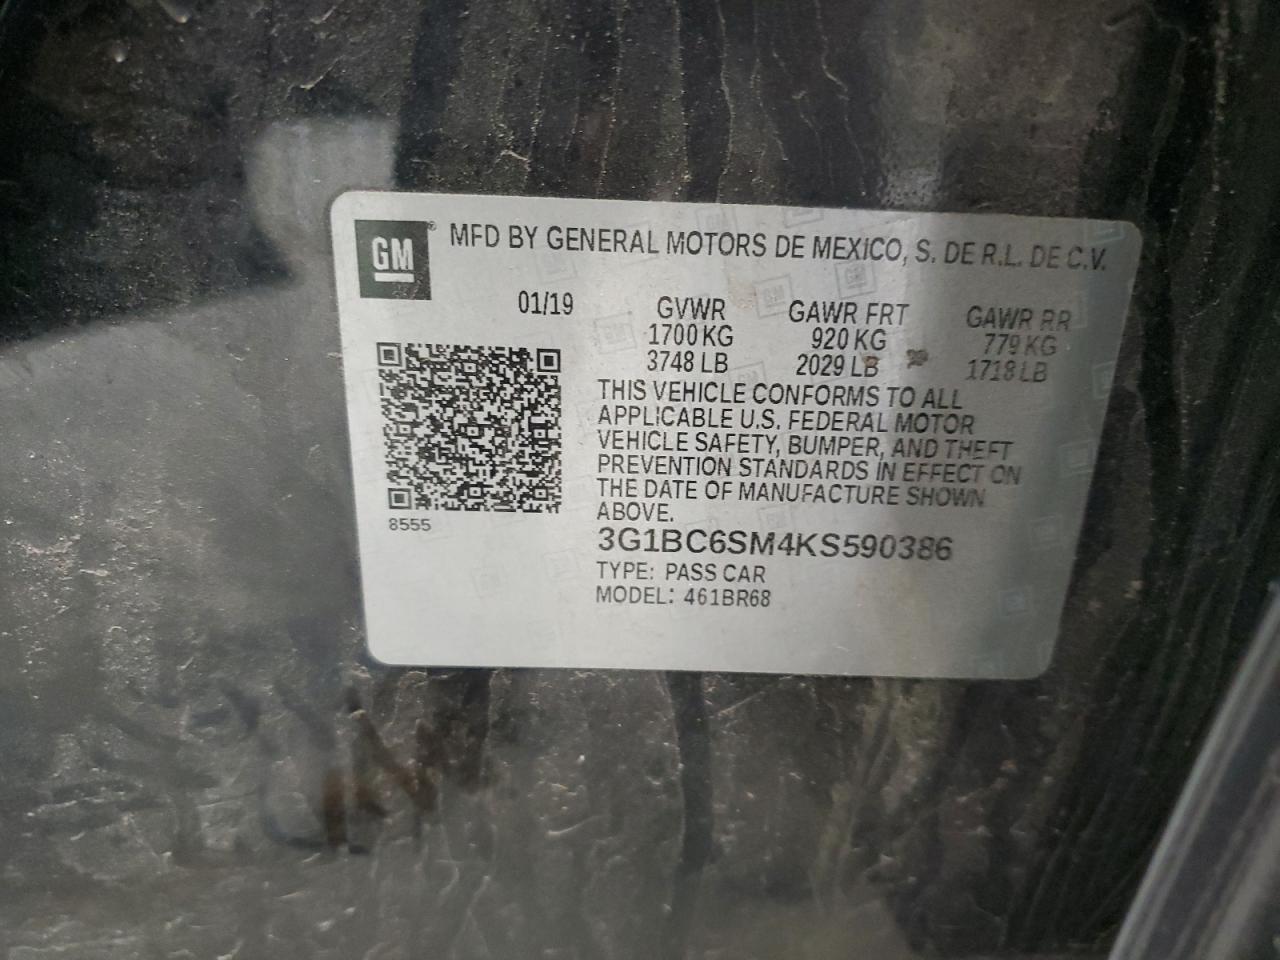 GM® MFD BY GENERAL MOTORS DE MEXICO, S. DE R.L. DE C.V.
01/19 GVWR GAWR FRT GAWR RR
1700 KG 920 KG 779 KG
3748 LB 2029 LB 1718 LB
THIS VEHICLE CONFORMS TO ALL
APPLICABLE U.S. FEDERAL MOTOR
VEHICLE SAFETY, BUMPER, AND THEFT
PREVENTION STANDARDS IN EFFECT ON
THE DATE OF MANUFACTURE SHOWN
ABOVE.
8555
3G1BC6SM4KS590386
TYPE: PASS CAR
MODEL: 461BR68